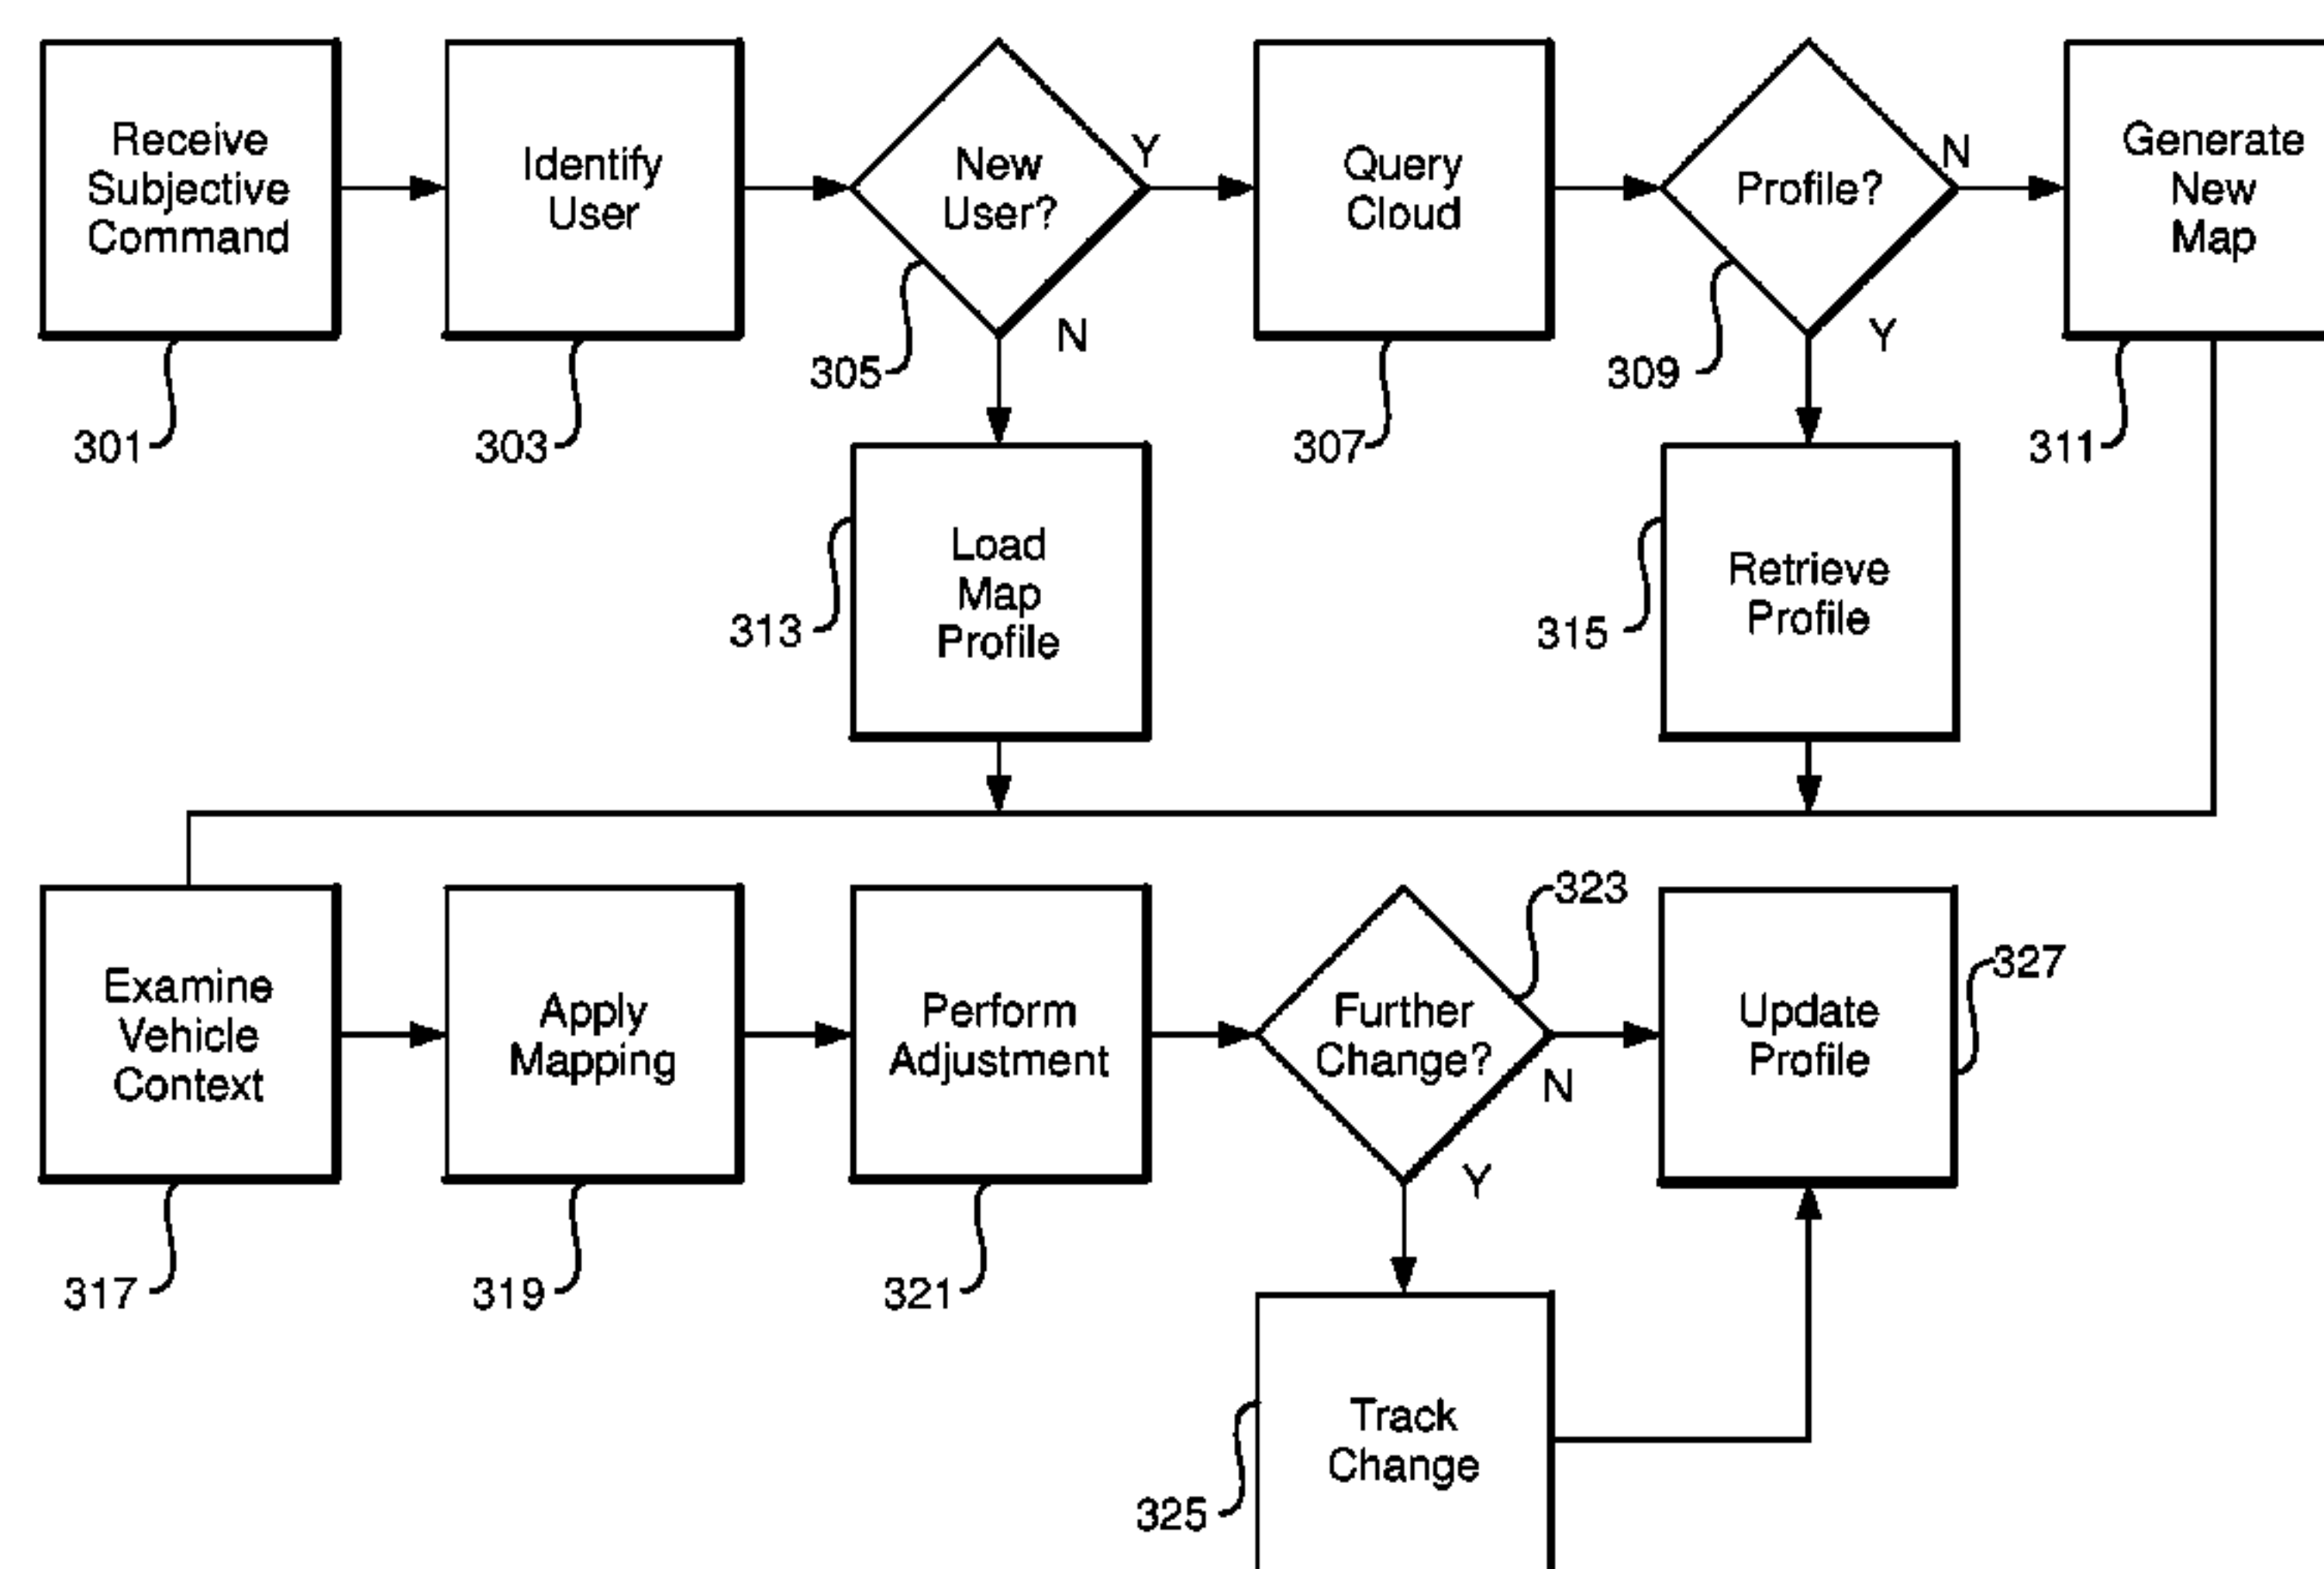 Receive
Subjective
Command
301
Identify
User
303
New
User?
Y
N
305
Query
Cloud
307
Profile?
N
Y
309
Generate
New
Map
311
Load
Map
Profile
313
Retrieve
Profile
315
Examine
Vehicle
Context
317
Apply
Mapping
319
Perform
Adjustment
321
Further
Change?
323
N
Y
Update
Profile
327
Track
Change
325